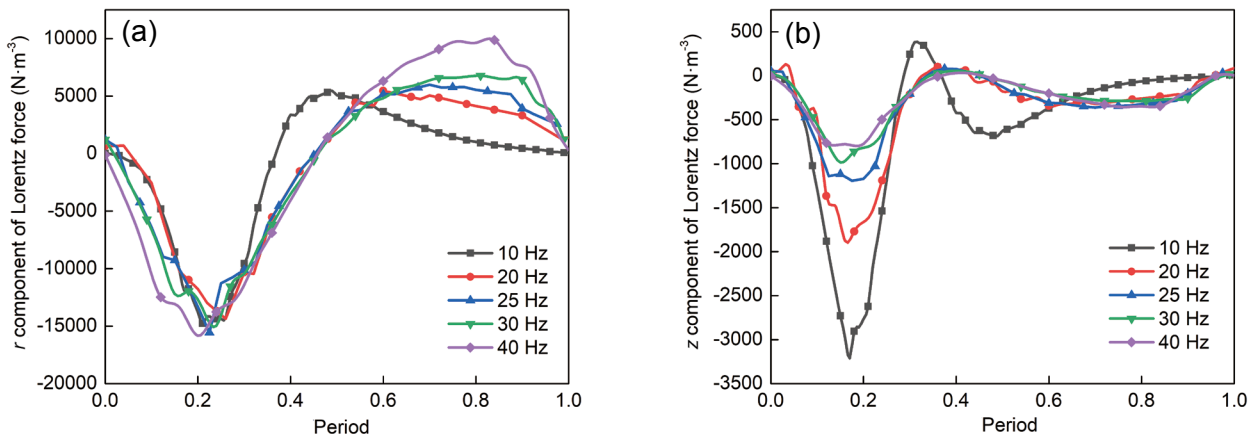 (a)
r component of Lorentz force (N·m⁻³)
10000
5000
0
-5000
-10000
-15000
-20000
0.0 0.2 0.4 0.6 0.8 1.0
Period
10 Hz
20 Hz
25 Hz
30 Hz
40 Hz
(b)
z component of Lorentz force (N·m⁻³)
500
0
-500
-1000
-1500
-2000
-2500
-3000
-3500
0.0 0.2 0.4 0.6 0.8 1.0
Period
10 Hz
20 Hz
25 Hz
30 Hz
40 Hz